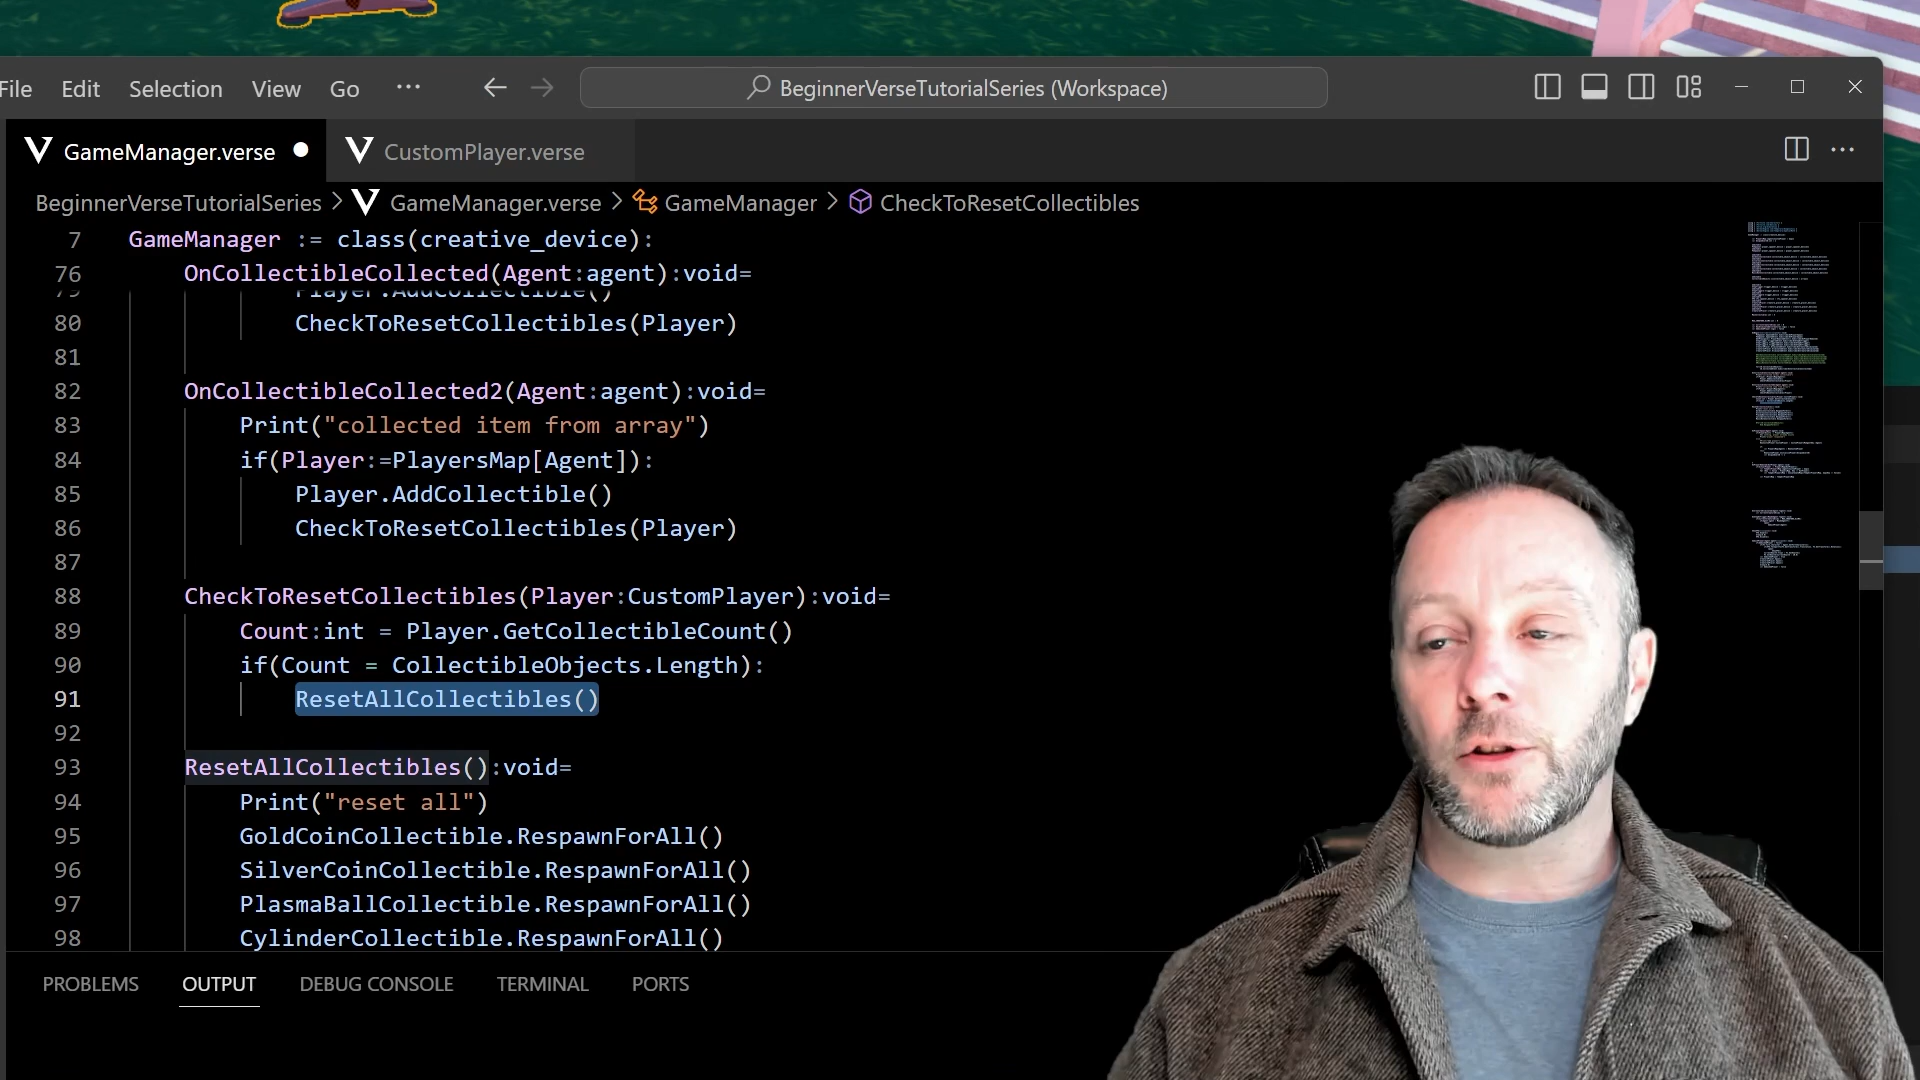 File Edit Selection View Go ··· BeginnerVerseTutorialSeries (Workspace)
GameManager.verse CustomPlayer.verse
BeginnerVerseTutorialSeries > GameManager.verse > GameManager > CheckToResetCollectibles
7 GameManager := class(creative_device):
76 OnCollectibleCollected(Agent:agent):void=
79 Player.AddCollectible()
80 CheckToResetCollectibles(Player)
81
82 OnCollectibleCollected2(Agent:agent):void=
83 Print("collected item from array")
84 if(Player:=PlayersMap[Agent]):
85 Player.AddCollectible()
86 CheckToResetCollectibles(Player)
87
88 CheckToResetCollectibles(Player:CustomPlayer):void=
89 Count:int = Player.GetCollectibleCount()
90 if(Count = CollectibleObjects.Length):
91 ResetAllCollectibles()
92
93 ResetAllCollectibles():void=
94 Print("reset all")
95 GoldCoinCollectible.RespawnForAll()
96 SilverCoinCollectible.RespawnForAll()
97 PlasmaBallCollectible.RespawnForAll()
98 CylinderCollectible.RespawnForAll()
PROBLEMS OUTPUT DEBUG CONSOLE TERMINAL PORTS